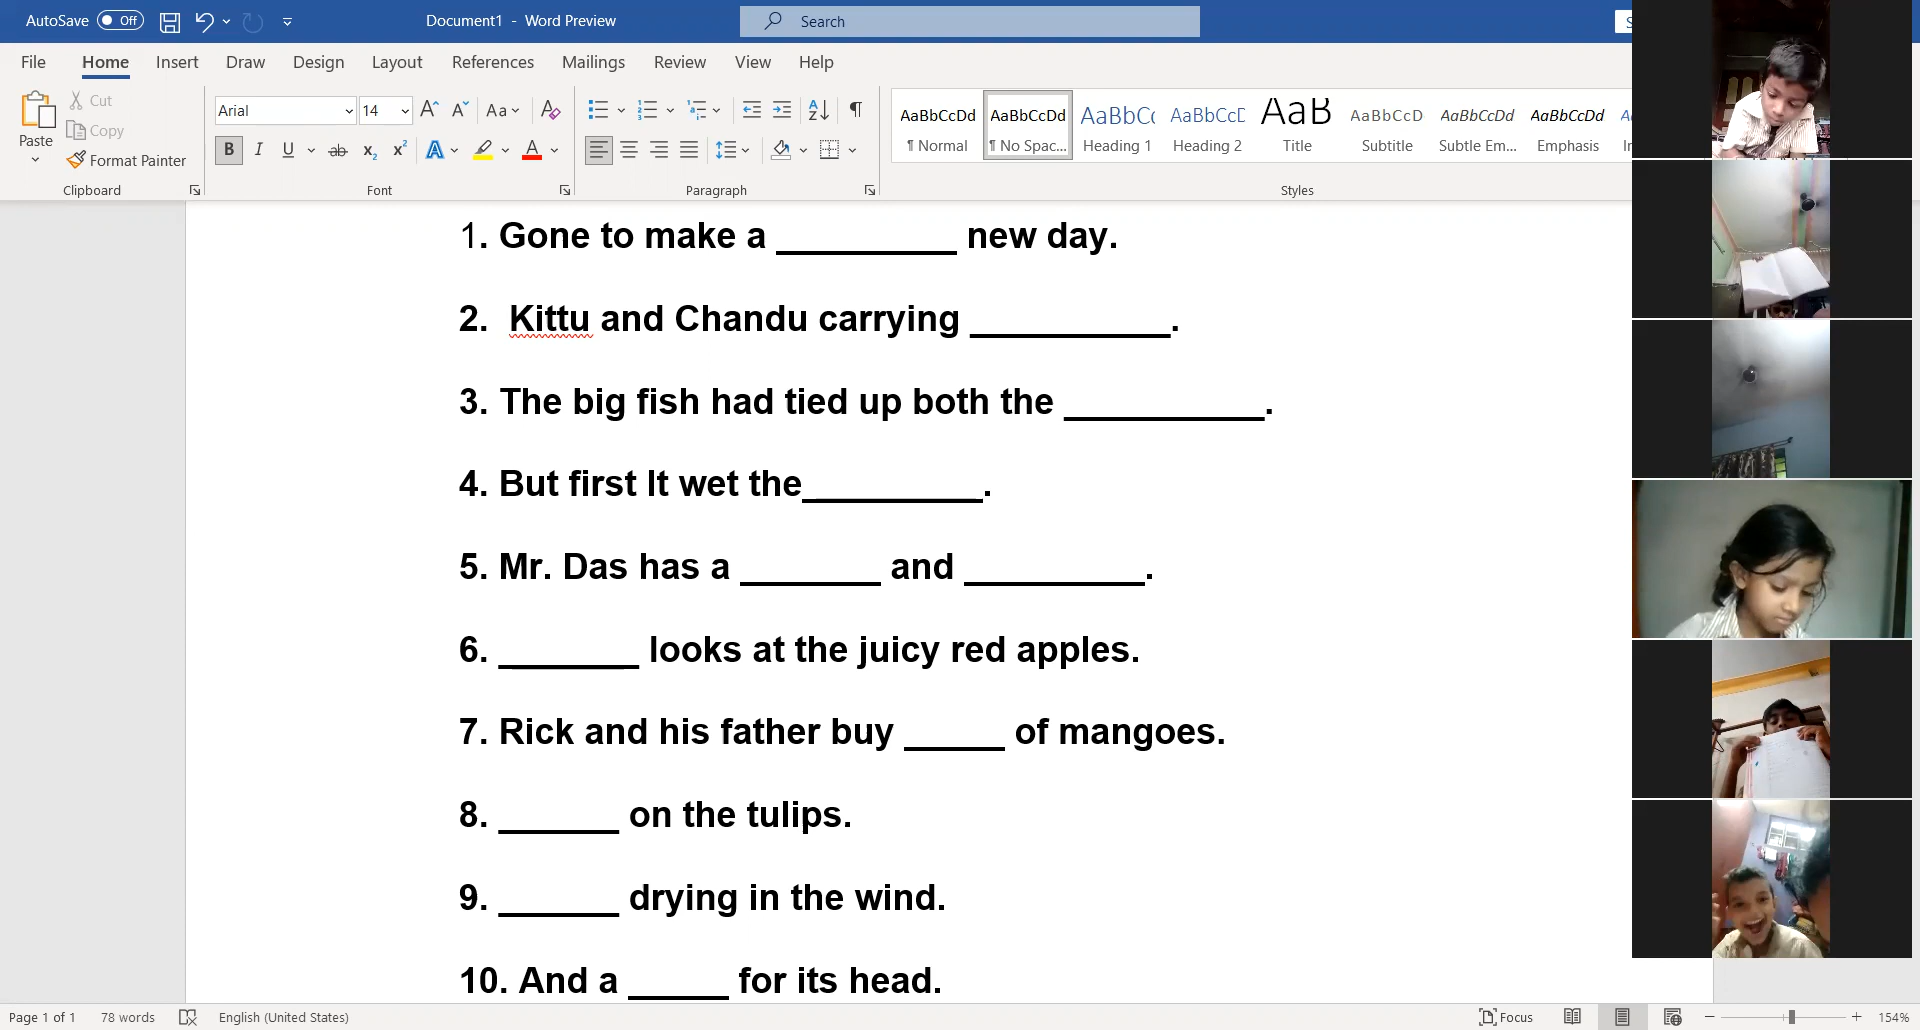 AutoSave Off Document1 - Word Preview Search
File Home Insert Draw Design Layout References Mailings Review View Help
Paste Cut Copy Format Painter
Clipboard
Arial 14
Font
Paragraph
AaBbCcDd ¶ Normal
AaBbCcDd ¶ No Spac...
AaBbCc Heading 1
AaBbCcD Heading 2
AaB Title
AaBbCcD Subtitle
AaBbCcDd Subtle Em...
AaBbCcDd Emphasis
Styles
1. Gone to make a _________ new day.
2. Kittu and Chandu carrying __________.
3. The big fish had tied up both the __________.
4. But first It wet the_________.
5. Mr. Das has a _______ and _________.
6. _______ looks at the juicy red apples.
7. Rick and his father buy _____ of mangoes.
8. ______ on the tulips.
9. ______ drying in the wind.
10. And a _____ for its head.
Page 1 of 1 78 words English (United States) Focus 154%